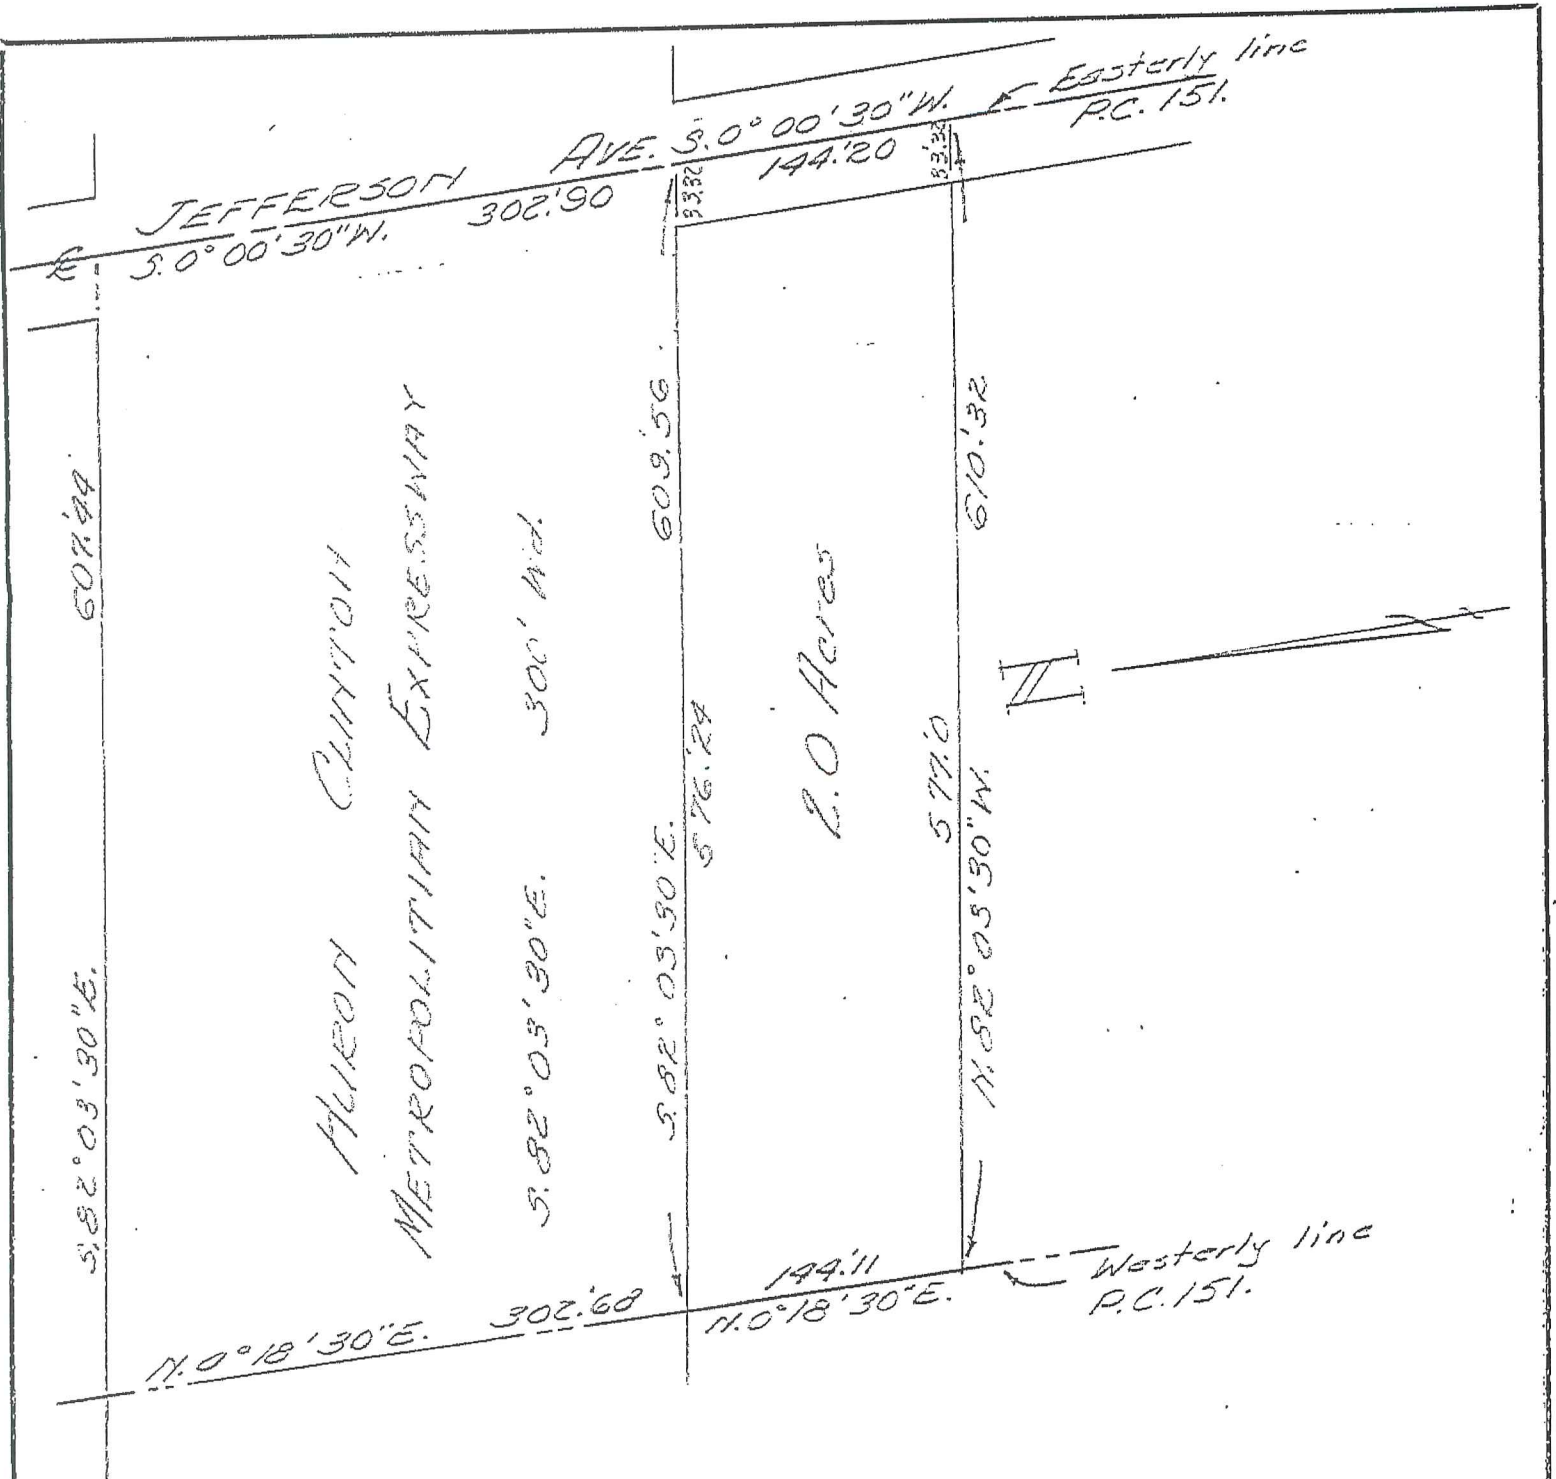 Easterly line
P.C. 151.
JEFFERSON AVE. S.0°00'30"W.
144.'20
302.'90
S.0°00'30"W.
℄
33.32
33.32
607.'44
S.82°03'30"E.
HURON CLINTON
METROPOLITIAN EXPRESSWAY
S.82°03'30"E. 300' Wd.
609.'56
S.82°03'30"E.
576.'24
2.0 Acres
577.'0
610.'32
N.82°03'30"W.
N
144.'11
N.0°18'30"E.
302.'68
N.0°18'30"E.
Westerly line
P.C. 151.